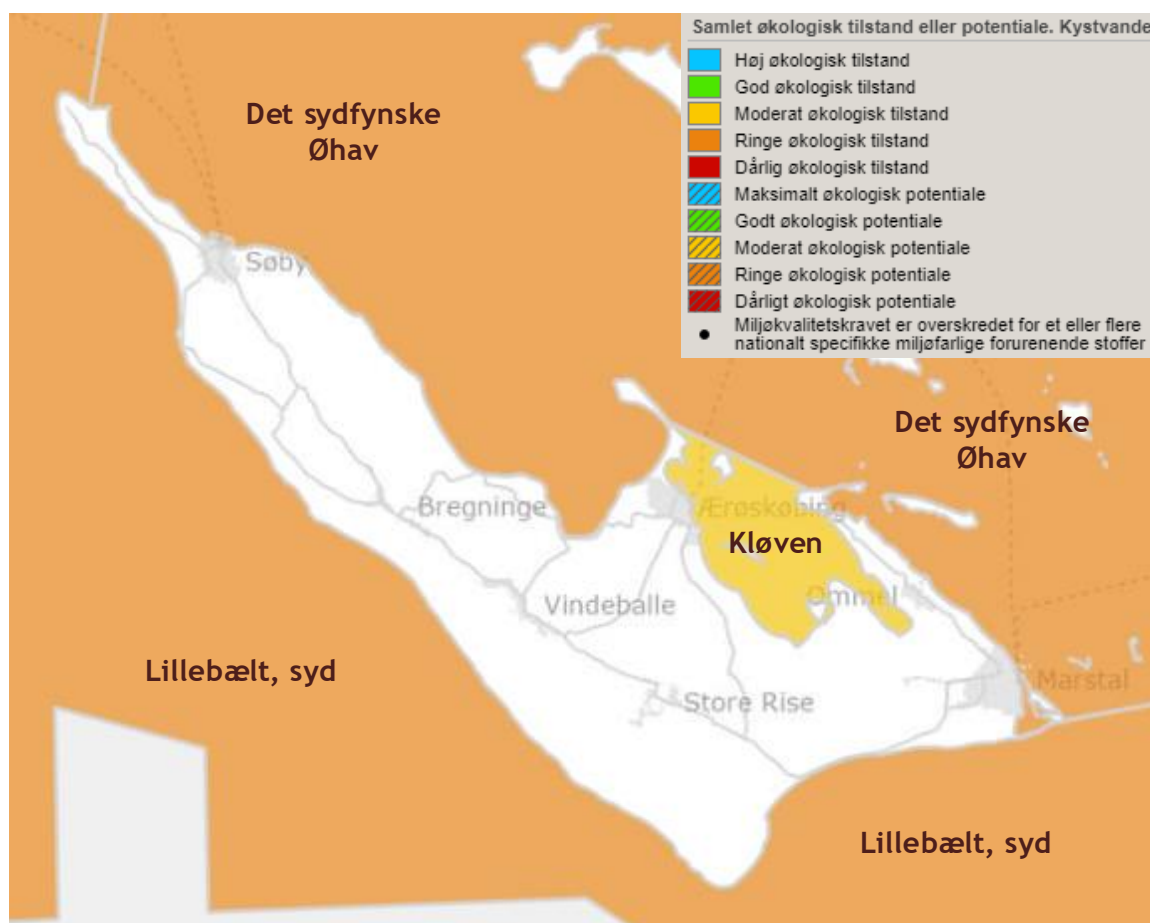 Samlet økologisk tilstand eller potentiale. Kystvande
Høj økologisk tilstand
God økologisk tilstand
Moderat økologisk tilstand
Ringe økologisk tilstand
Dårlig økologisk tilstand
Maksimalt økologisk potentiale
Godt økologisk potentiale
Moderat økologisk potentiale
Ringe økologisk potentiale
Dårligt økologisk potentiale
Miljøkvalitetskravet er overskredet for et eller flere
nationalt specifikke miljøfarlige forurenende stoffer
Det sydfynske
Øhav
Søby
Det sydfynske
Øhav
Bregninge
Ærøskøbing
Kløven
Vindeballe
Ommel
Lillebælt, syd
Store Rise
Marstal
Lillebælt, syd